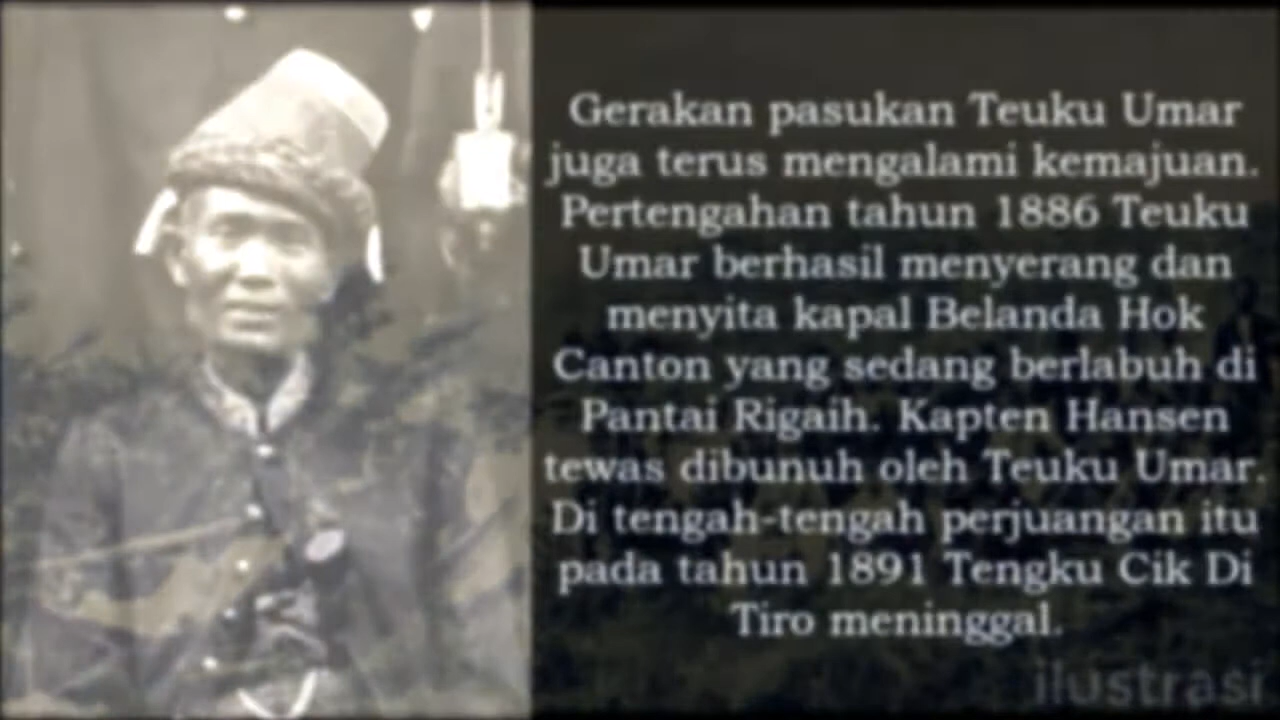 Gerakan pasukan Teuku Umar
juga terus mengalami kemajuan.
Pertengahan tahun 1886 Teuku
Umar berhasil menyerang dan
menyita kapal Belanda Hok
Canton yang sedang berlabuh di
Pantai Rigaih. Kapten Hansen
tewas dibunuh oleh Teuku Umar.
Di tengah-tengah perjuangan itu
pada tahun 1891 Tengku Cik Di
Tiro meninggal.
ilustrasi